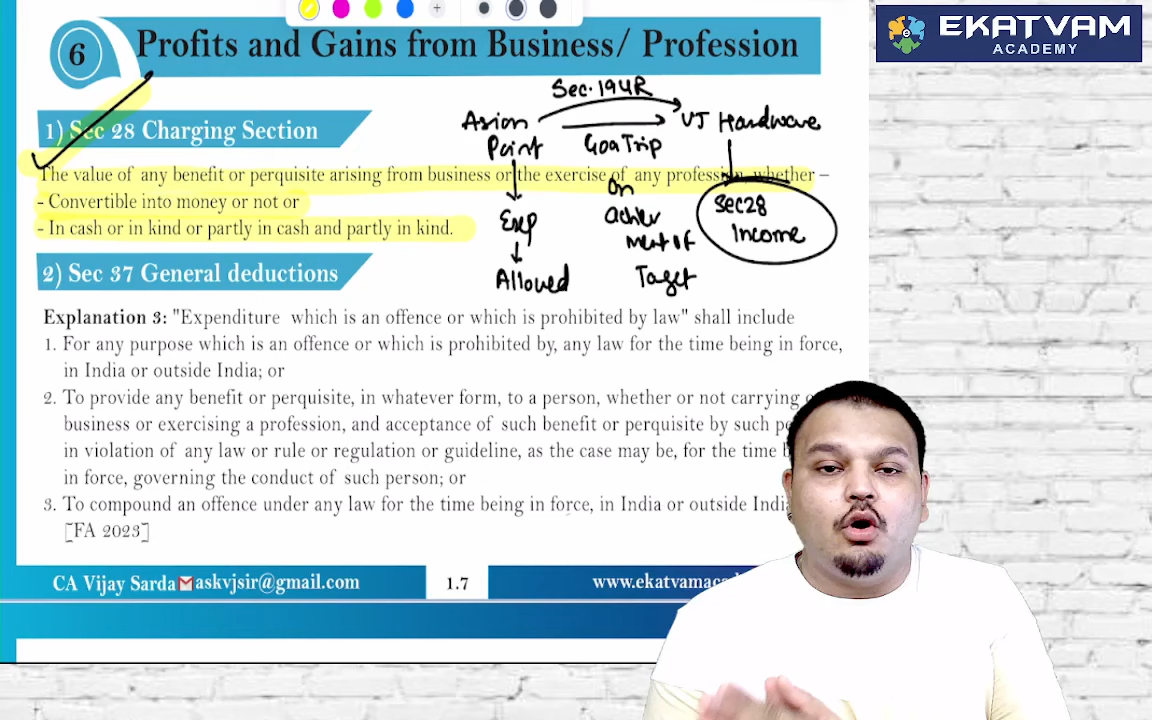 EKATVAM
ACADEMY
6
Profits and Gains from Business/ Profession
1) Sec 28 Charging Section
The value of any benefit or perquisite arising from business or the exercise of any profession, whether –
- Convertible into money or not or
- In cash or in kind or partly in cash and partly in kind.
Sec.194R
Asian
Paint
Goa Trip
VJ Hardware
On
achieve
ment of
Taget
Exp
Allowed
Sec28
Income
2) Sec 37 General deductions
Explanation 3: "Expenditure which is an offence or which is prohibited by law" shall include
1. For any purpose which is an offence or which is prohibited by, any law for the time being in force,
in India or outside India; or
2. To provide any benefit or perquisite, in whatever form, to a person, whether or not carrying
business or exercising a profession, and acceptance of such benefit or perquisite by such
in violation of any law or rule or regulation or guideline, as the case may be, for the time
in force, governing the conduct of such person; or
3. To compound an offence under any law for the time being in force, in India or outside
[FA 2023]
CA Vijay Sarda askvjsir@gmail.com
1.7